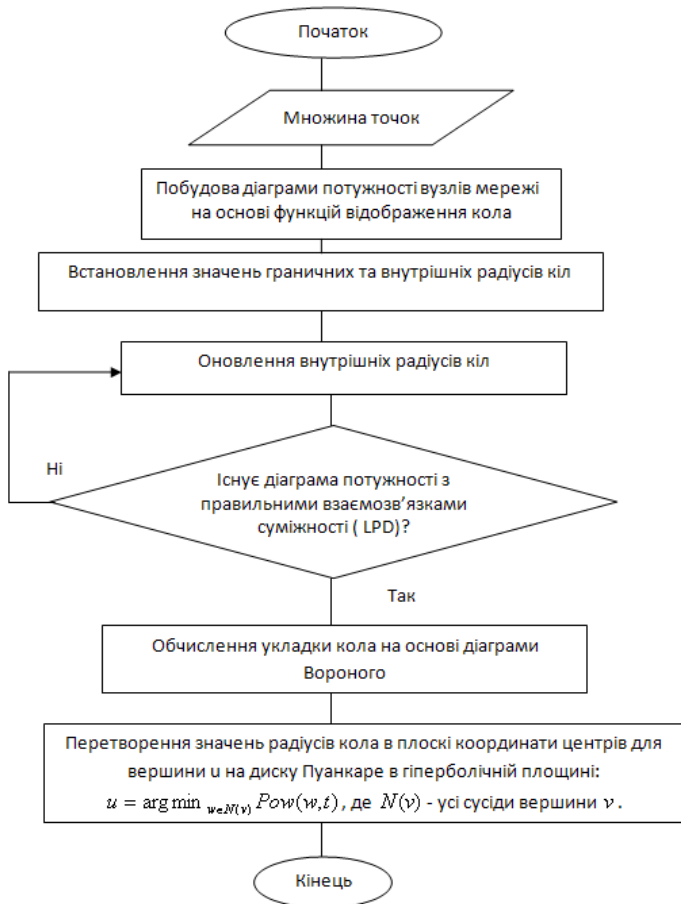 Початок
Множина точок
Побудова діаграми потужності вузлів мережі
на основі функцій відображення кола
Встановлення значень граничних та внутрішніх радіусів кіл
Оновлення внутрішніх радіусів кіл
Ні
Існує діаграма потужності з
правильними взаємозв’язками
суміжності ( LPD)?
Так
Обчислення укладки кола на основі діаграми
Вороного
Перетворення значень радіусів кола в плоскі координати центрів для
вершини u на диску Пуанкаре в гіперболічній площині:
u = arg min w∈N(v) Pow(w,t), де N(v) - усі сусіди вершини v.
Кінець